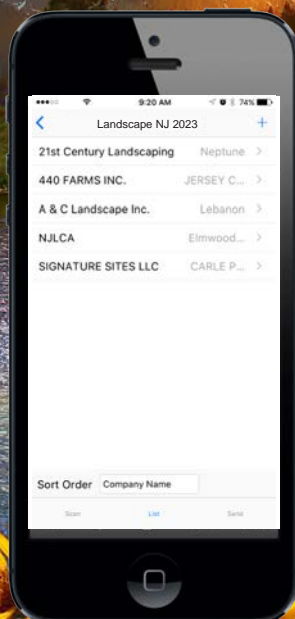 9:20 AM 74%
Landscape NJ 2023 +
21st Century Landscaping Neptune >
440 FARMS INC. JERSEY C... >
A & C Landscape Inc. Lebanon >
NJLCA Elmwood... >
SIGNATURE SITES LLC CARLE P... >
Sort Order Company Name
Scan List Send